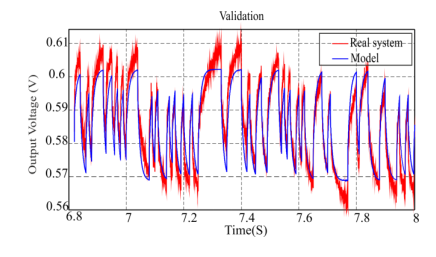 Validation
0.61
0.6
0.59
0.58
0.57
0.56
Output Voltage (V)
Real system
Model
6.8 7 7.2 7.4 7.6 7.8 8
Time(S)